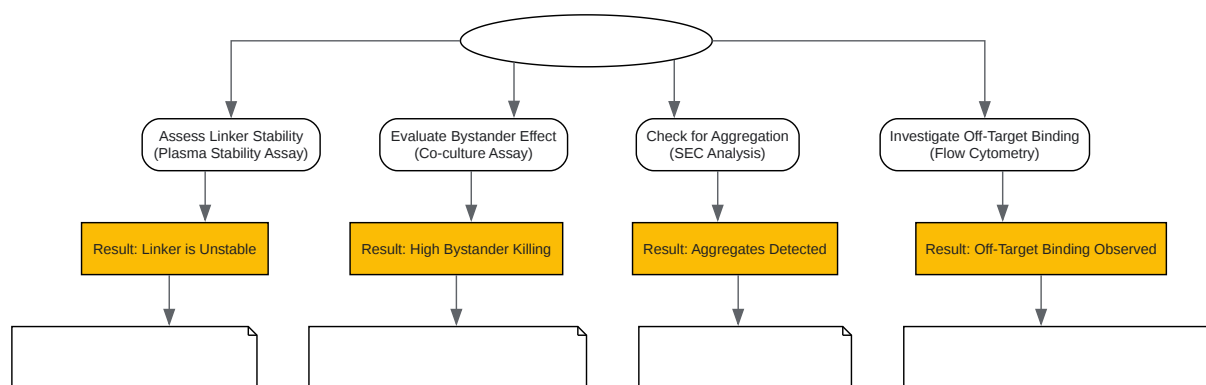 Assess Linker Stability
(Plasma Stability Assay)
Evaluate Bystander Effect
(Co-culture Assay)
Check for Aggregation
(SEC Analysis)
Investigate Off-Target Binding
(Flow Cytometry)
Result: Linker is Unstable
Result: High Bystander Killing
Result: Aggregates Detected
Result: Off-Target Binding Observed